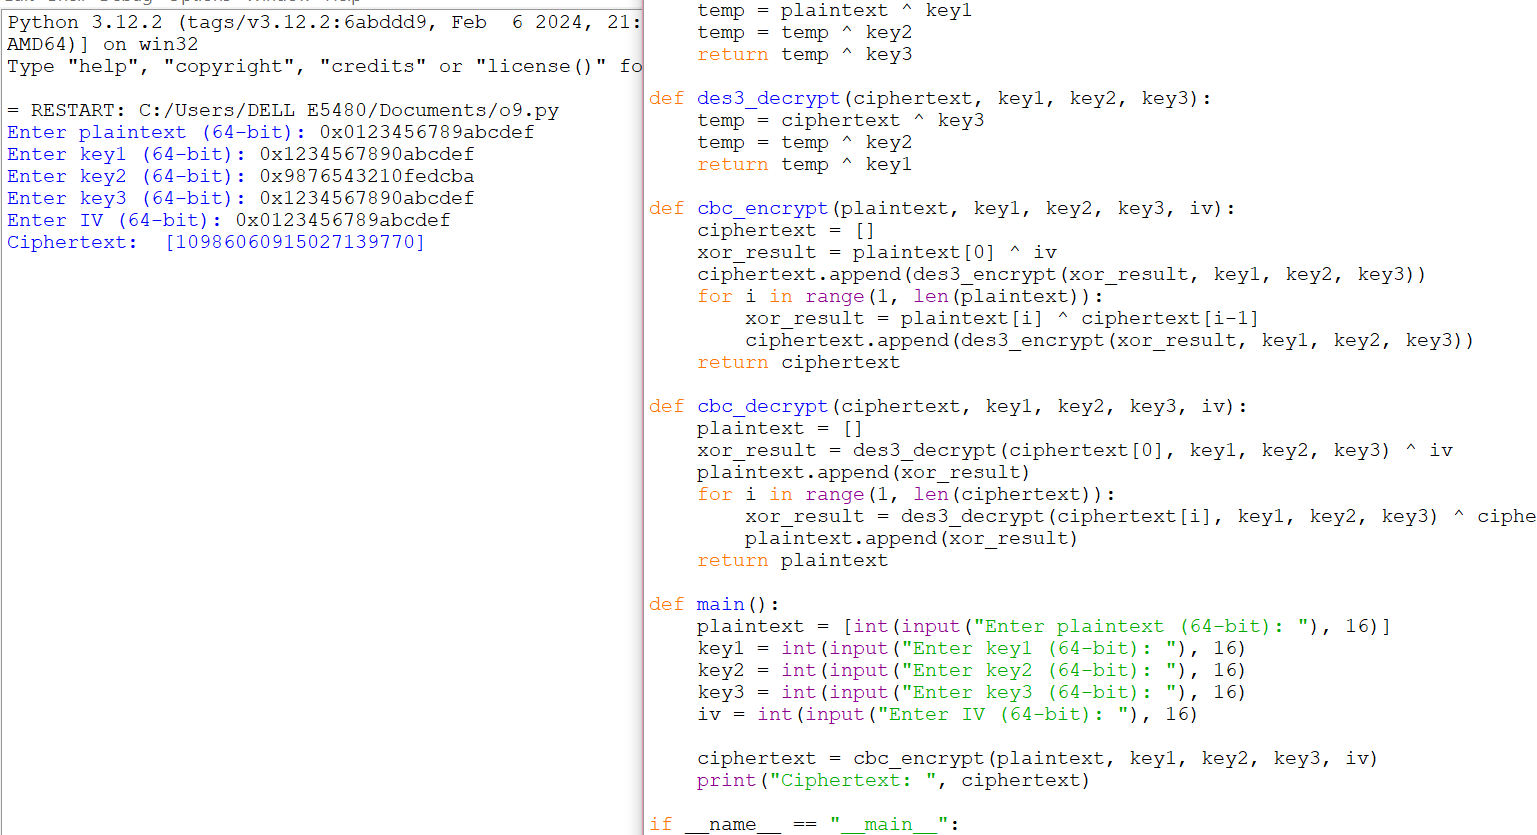 Python 3.12.2 (tags/v3.12.2:6abddd9, Feb  6 2024, 21:
AMD64)] on win32
Type "help", "copyright", "credits" or "license()" fo
= RESTART: C:/Users/DELL E5480/Documents/o9.py
Enter plaintext (64-bit): 0x0123456789abcdef
Enter key1 (64-bit): 0x1234567890abcdef
Enter key2 (64-bit): 0x9876543210fedcba
Enter key3 (64-bit): 0x1234567890abcdef
Enter IV (64-bit): 0x0123456789abcdef
Ciphertext:  [10986060915027139770]
temp = plaintext ^ key1
temp = temp ^ key2
return temp ^ key3
def des3_decrypt(ciphertext, key1, key2, key3):
temp = ciphertext ^ key3
temp = temp ^ key2
return temp ^ key1
def cbc_encrypt(plaintext, key1, key2, key3, iv):
ciphertext = []
xor_result = plaintext[0] ^ iv
ciphertext.append(des3_encrypt(xor_result, key1, key2, key3))
for i in range(1, len(plaintext)):
xor_result = plaintext[i] ^ ciphertext[i-1]
ciphertext.append(des3_encrypt(xor_result, key1, key2, key3))
return ciphertext
def cbc_decrypt(ciphertext, key1, key2, key3, iv):
plaintext = []
xor_result = des3_decrypt(ciphertext[0], key1, key2, key3) ^ iv
plaintext.append(xor_result)
for i in range(1, len(ciphertext)):
xor_result = des3_decrypt(ciphertext[i], key1, key2, key3) ^ ciphe
plaintext.append(xor_result)
return plaintext
def main():
plaintext = [int(input("Enter plaintext (64-bit): "), 16)]
key1 = int(input("Enter key1 (64-bit): "), 16)
key2 = int(input("Enter key2 (64-bit): "), 16)
key3 = int(input("Enter key3 (64-bit): "), 16)
iv = int(input("Enter IV (64-bit): "), 16)
ciphertext = cbc_encrypt(plaintext, key1, key2, key3, iv)
print("Ciphertext: ", ciphertext)
if __name__ == "__main__":